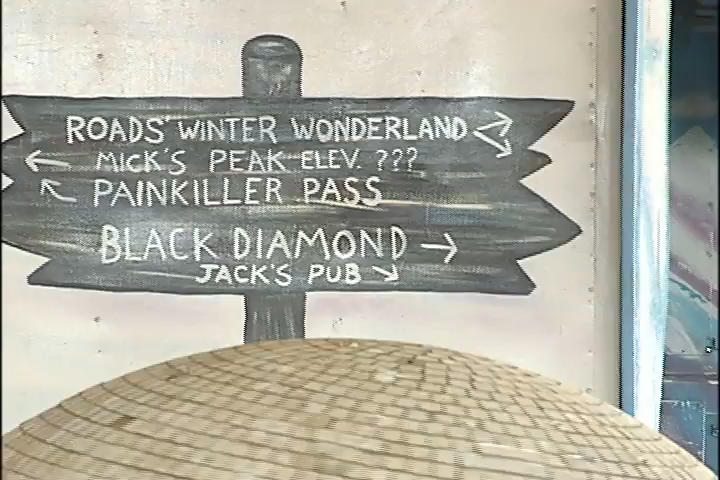 ROADS' WINTER WONDERLAND
MICK'S PEAK ELEV. ???
PAINKILLER PASS
BLACK DIAMOND →
JACK'S PUB